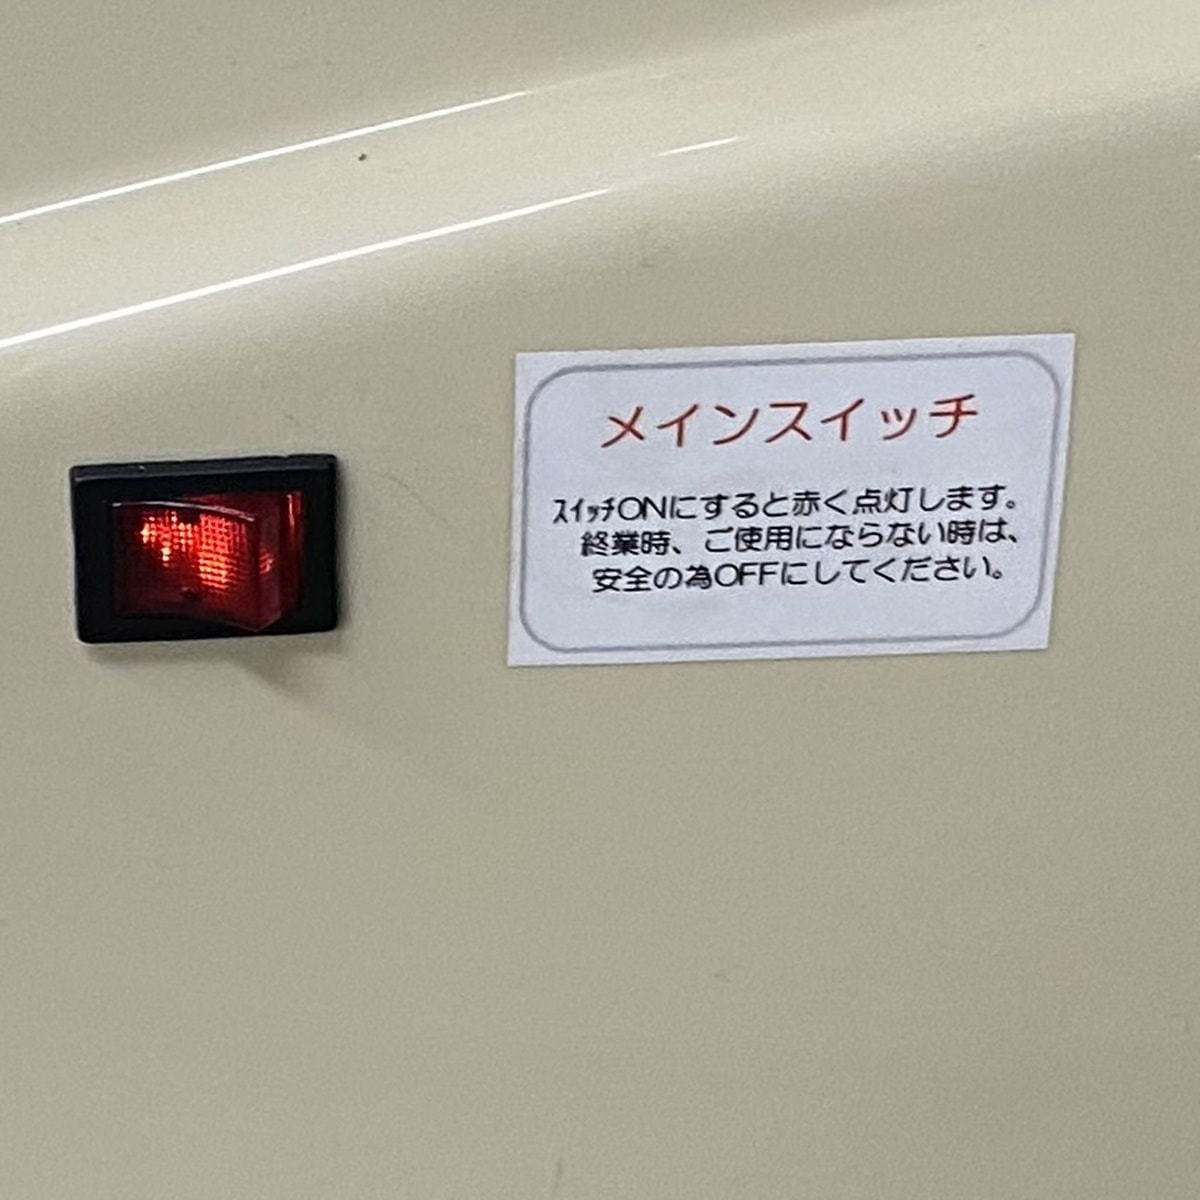 メインスイッチ
ｽｲｯﾁONにすると赤く点灯します。
終業時、ご使用にならない時は、
安全の為OFFにしてください。